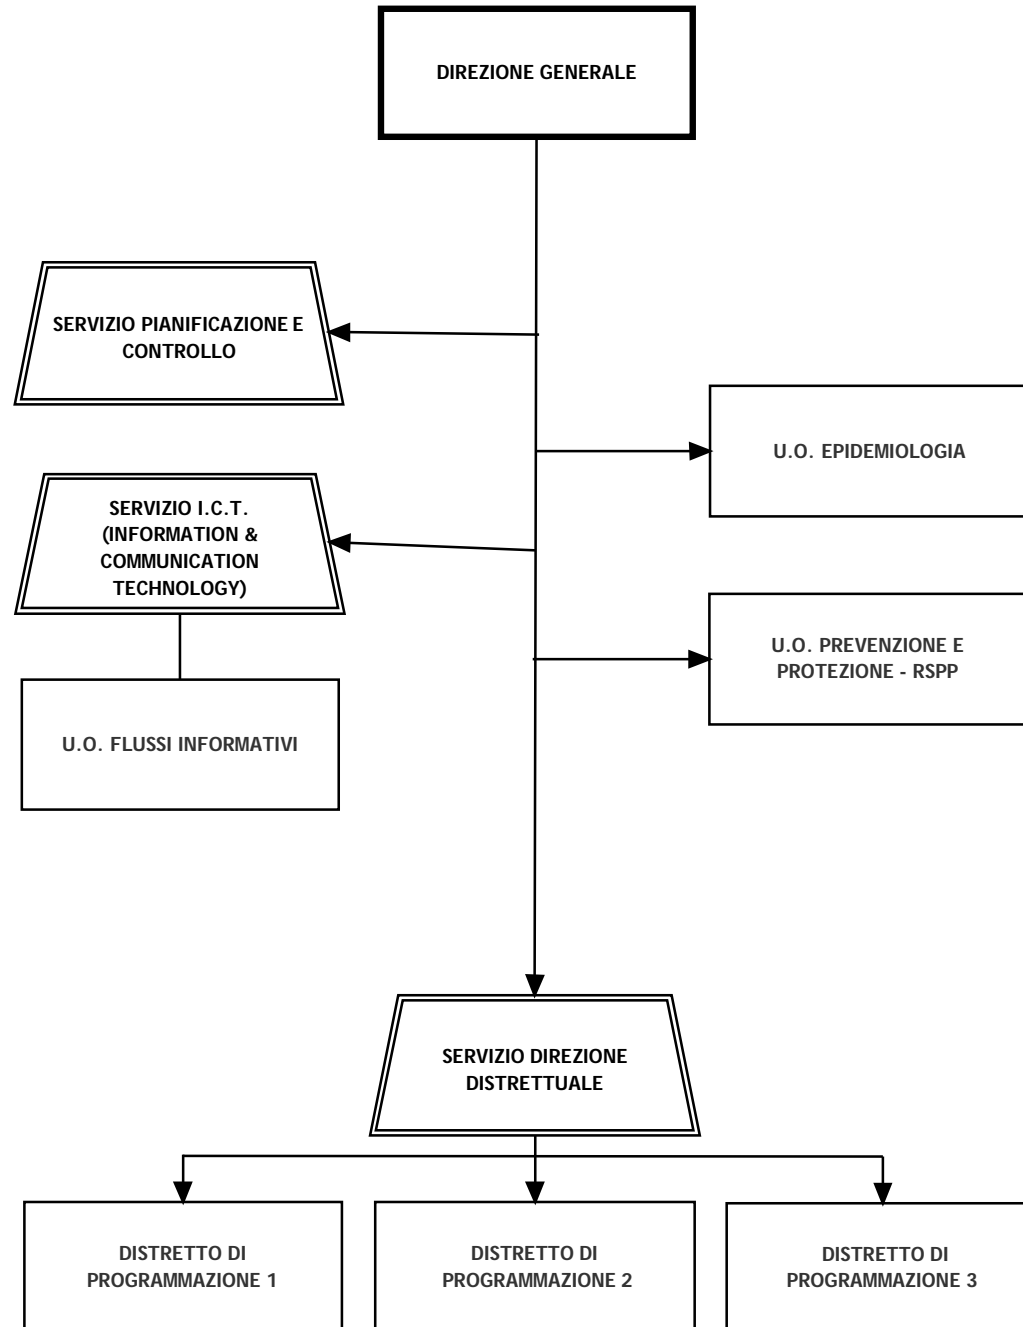 DIREZIONE GENERALE
SERVIZIO PIANIFICAZIONE E
CONTROLLO
U.O. EPIDEMIOLOGIA
SERVIZIO I.C.T.
(INFORMATION &
COMMUNICATION
TECHNOLOGY)
U.O. PREVENZIONE E
PROTEZIONE - RSPP
U.O. FLUSSI INFORMATIVI
SERVIZIO DIREZIONE
DISTRETTUALE
DISTRETTO DI
PROGRAMMAZIONE 1
DISTRETTO DI
PROGRAMMAZIONE 2
DISTRETTO DI
PROGRAMMAZIONE 3